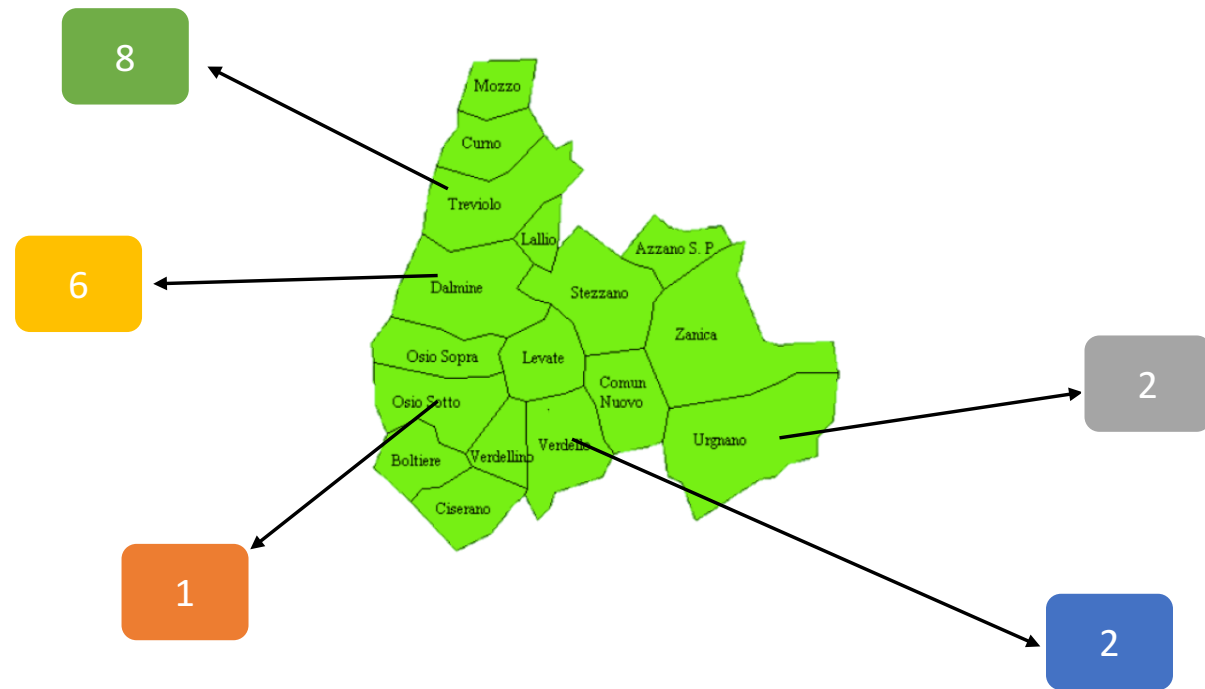 8
Mozzo
Curno
Treviolo
Lallio
Azzano S. P.
6
Dalmine
Stezzano
Zanica
Osio Sopra
Levate
Comun
Nuovo
2
Osio Sotto
Urgnano
Boltiere
Verdellino
Verdello
Ciserano
1
2